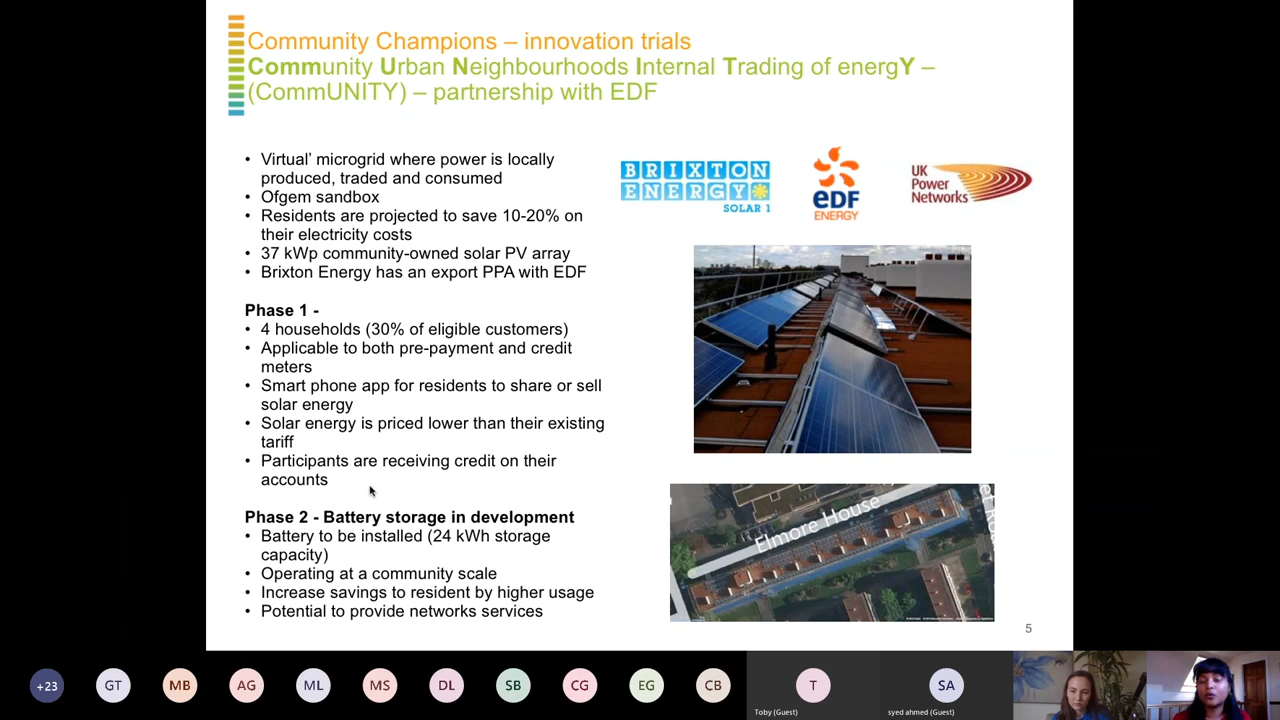 Community Champions – innovation trials
Community Urban Neighbourhoods Internal Trading of energY –
(CommUNITY) – partnership with EDF
• Virtual’ microgrid where power is locally
produced, traded and consumed
• Ofgem sandbox
• Residents are projected to save 10-20% on
their electricity costs
• 37 kWp community-owned solar PV array
• Brixton Energy has an export PPA with EDF
Phase 1 -
• 4 households (30% of eligible customers)
• Applicable to both pre-payment and credit
meters
• Smart phone app for residents to share or sell
solar energy
• Solar energy is priced lower than their existing
tariff
• Participants are receiving credit on their
accounts
Phase 2 - Battery storage in development
• Battery to be installed (24 kWh storage
capacity)
• Operating at a community scale
• Increase savings to resident by higher usage
• Potential to provide networks services
BRIXTON
ENERGY
SOLAR 1
eDF
ENERGY
UK
Power
Networks
Elmore House
5
+23
GT
MB
AG
ML
MS
DL
SB
CG
EG
CB
T
Toby (Guest)
SA
syed ahmed (Guest)